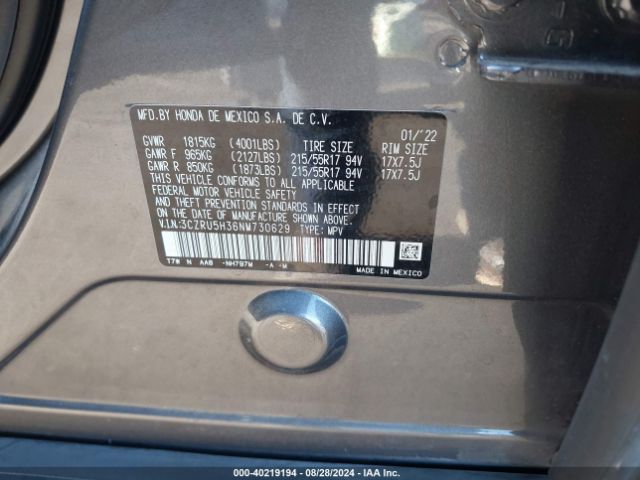 MFD.BY HONDA DE MEXICO S.A. DE C.V.
01/'22
GVWR 1815KG (4001LBS) TIRE SIZE RIM SIZE
GAWR F 965KG (2127LBS) 215/55R17 94V 17X7.5J
GAWR R 850KG (1873LBS) 215/55R17 94V 17X7.5J
THIS VEHICLE CONFORMS TO ALL APPLICABLE
FEDERAL MOTOR VEHICLE SAFETY
AND THEFT PREVENTION STANDARDS IN EFFECT
ON THE DATE OF MANUFACTURE SHOWN ABOVE.
V.I.N:3CZRU5H36NM730629 TYPE: MPV
T7W N AA8 -NH797M -A-M MADE IN MEXICO
000-40219194 - 08/28/2024 - IAA Inc.